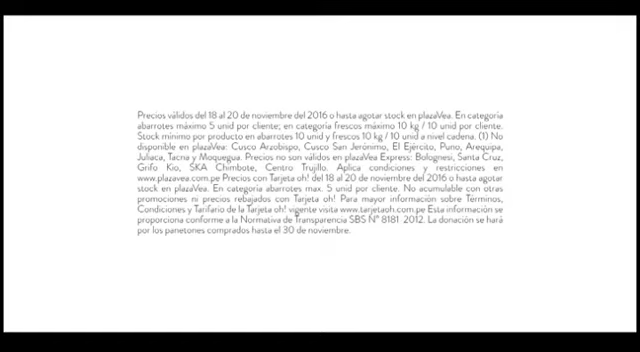 Precios válidos del 18 al 20 de noviembre del 2016 o hasta agotar stock en plazaVea. En categoría
abarrotes máximo 5 unid por cliente; en categoría frescos máximo 10 kg / 10 unid por cliente.
Stock mínimo por producto en abarrotes 10 unid y frescos 10 kg / 10 unid a nivel cadena. (1) No
disponible en plazaVea: Cusco Arzobispo, Cusco San Jerónimo, El Ejército, Puno, Arequipa,
Juliaca, Tacna y Moquegua. Precios no son válidos en plazaVea Express: Bolognesi, Santa Cruz,
Grifo Kio, SKA Chimbote, Centro Trujillo. Aplica condiciones y restricciones en
www.plazavea.com.pe Precios con Tarjeta oh! del 18 al 20 de noviembre del 2016 o hasta agotar
stock en plazaVea. En categoría abarrotes max. 5 unid por cliente. No acumulable con otras
promociones ni precios rebajados con Tarjeta oh! Para mayor información sobre Términos,
Condiciones y Tarifario de la Tarjeta oh! vigente visita www.tarjetaoh.com.pe Esta información se
proporciona conforme a la Normativa de Transparencia SBS N° 8181 2012. La donación se hará
por los panetones comprados hasta el 30 de noviembre.